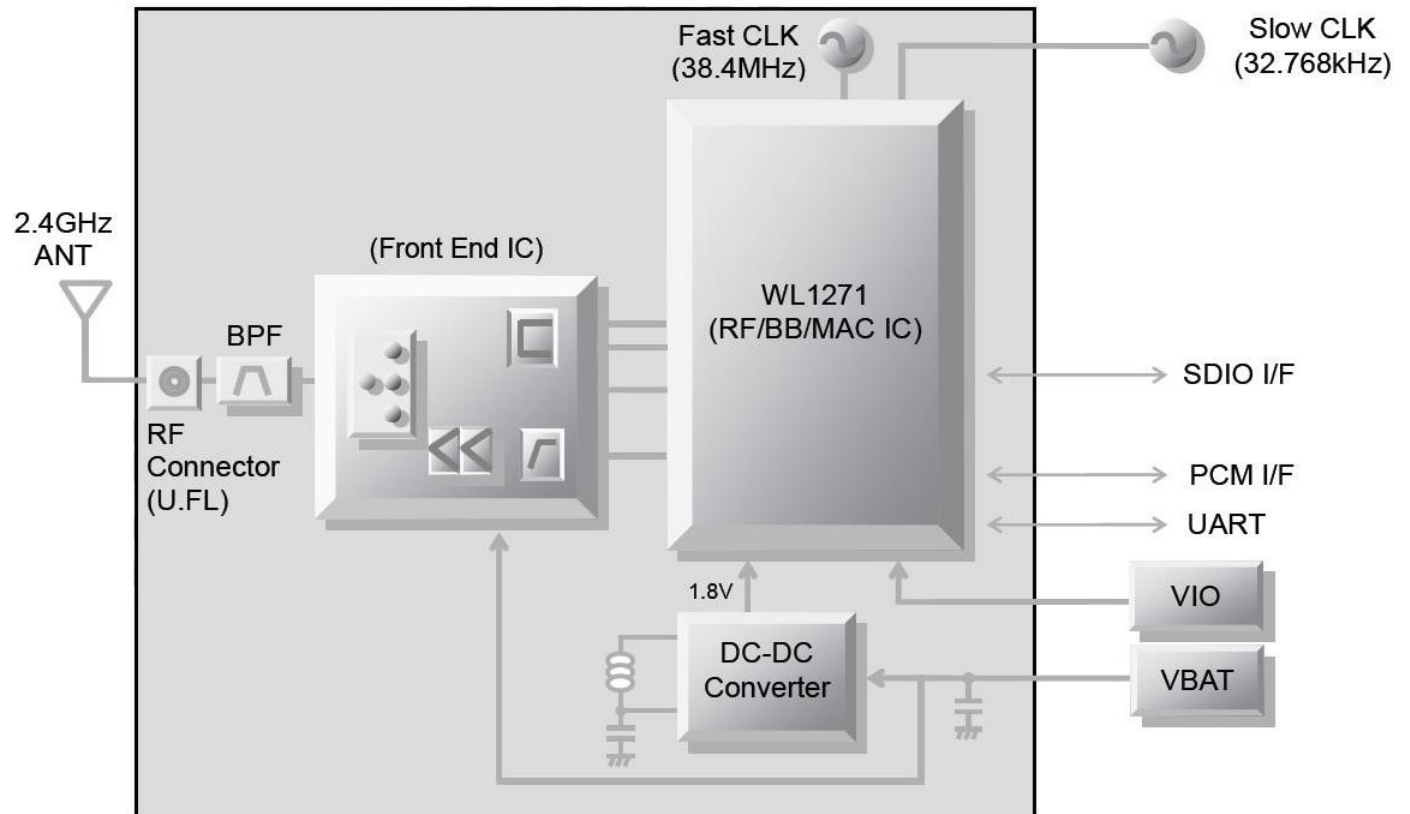 Fast CLK
(38.4MHz)
Slow CLK
(32.768kHz)
2.4GHz
ANT
(Front End IC)
BPF
RF
Connector
(U.FL)
WL1271
(RF/BB/MAC IC)
SDIO I/F
PCM I/F
UART
1.8V
VIO
DC-DC
Converter
VBAT